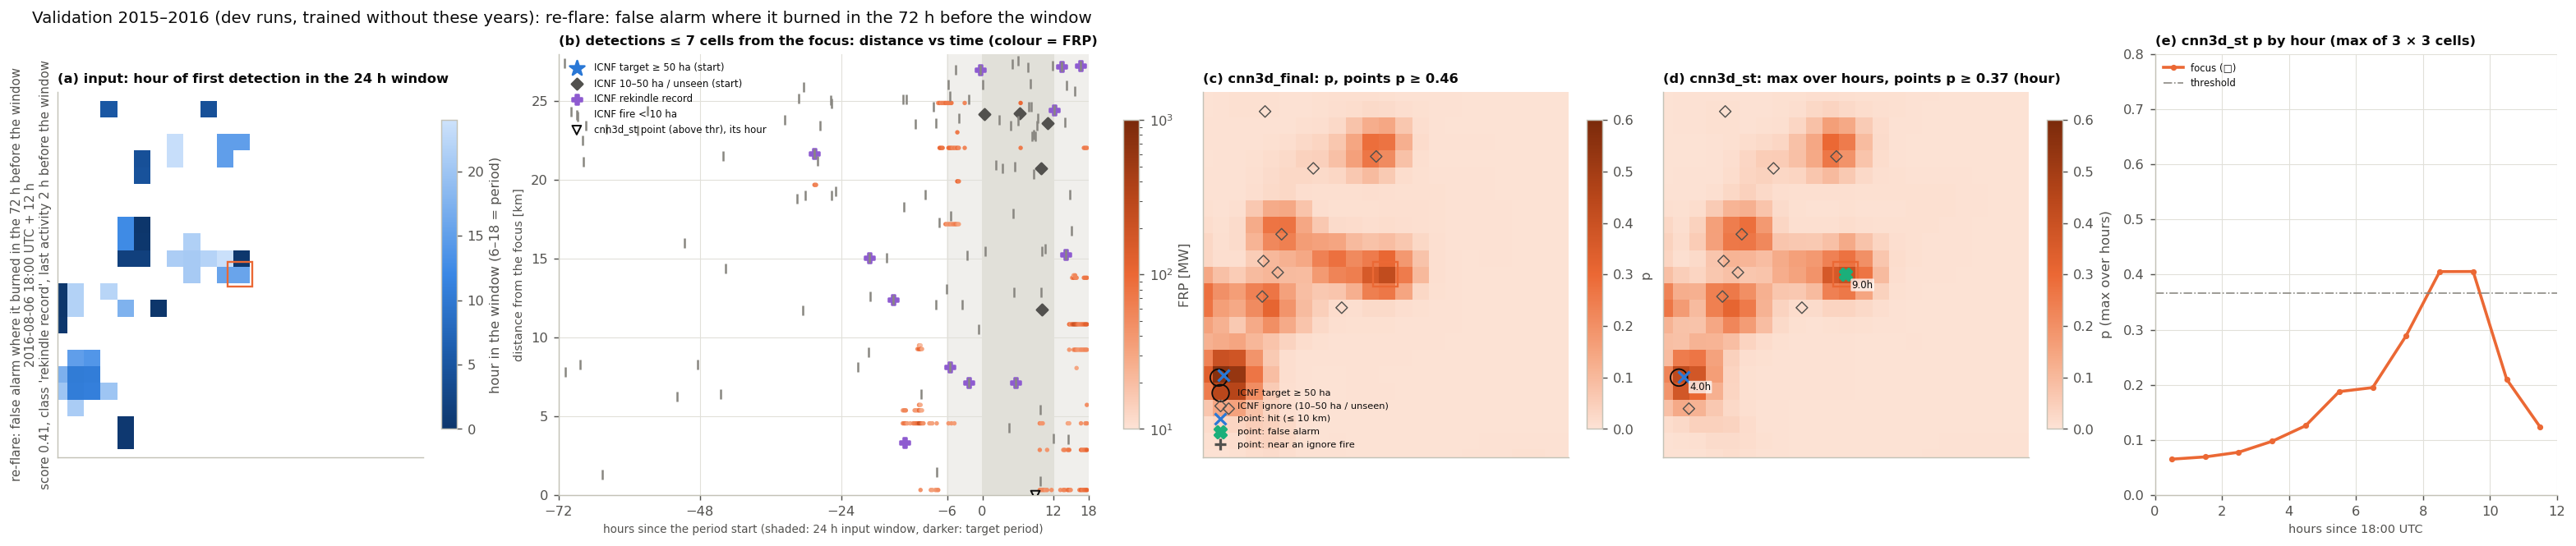 Validation 2015–2016 (dev runs, trained without these years): re-flare: false alarm where it burned in the 72 h before the window
re-flare: false alarm where it burned in the 72 h before the window
2016-08-06 18:00 UTC + 12 h
score 0.41, class 'rekindle record', last activity 2 h before the window
(a) input: hour of first detection in the 24 h window
20
15
10
5
0
hour in the window (6–18 = period)
(b) detections ≤ 7 cells from the focus: distance vs time (colour = FRP)
ICNF target ≥ 50 ha (start)
ICNF 10–50 ha / unseen (start)
ICNF rekindle record
ICNF fire < 10 ha
cnn3d_st point (above thr), its hour
25
20
15
10
5
0
distance from the focus [km]
−72
−48
−24
−6
0
12
18
hours since the period start (shaded: 24 h input window, darker: target period)
10³
10²
10¹
FRP [MW]
(c) cnn3d_final: p, points p ≥ 0.46
ICNF target ≥ 50 ha
ICNF ignore (10–50 ha / unseen)
point: hit (≤ 10 km)
point: false alarm
point: near an ignore fire
0.6
0.5
0.4
0.3
0.2
0.1
0.0
p
(d) cnn3d_st: max over hours, points p ≥ 0.37 (hour)
9.0h
4.0h
0.6
0.5
0.4
0.3
0.2
0.1
0.0
p (max over hours)
(e) cnn3d_st p by hour (max of 3 × 3 cells)
focus (□)
threshold
0.8
0.7
0.6
0.5
0.4
0.3
0.2
0.1
0.0
0
2
4
6
8
10
12
hours since 18:00 UTC